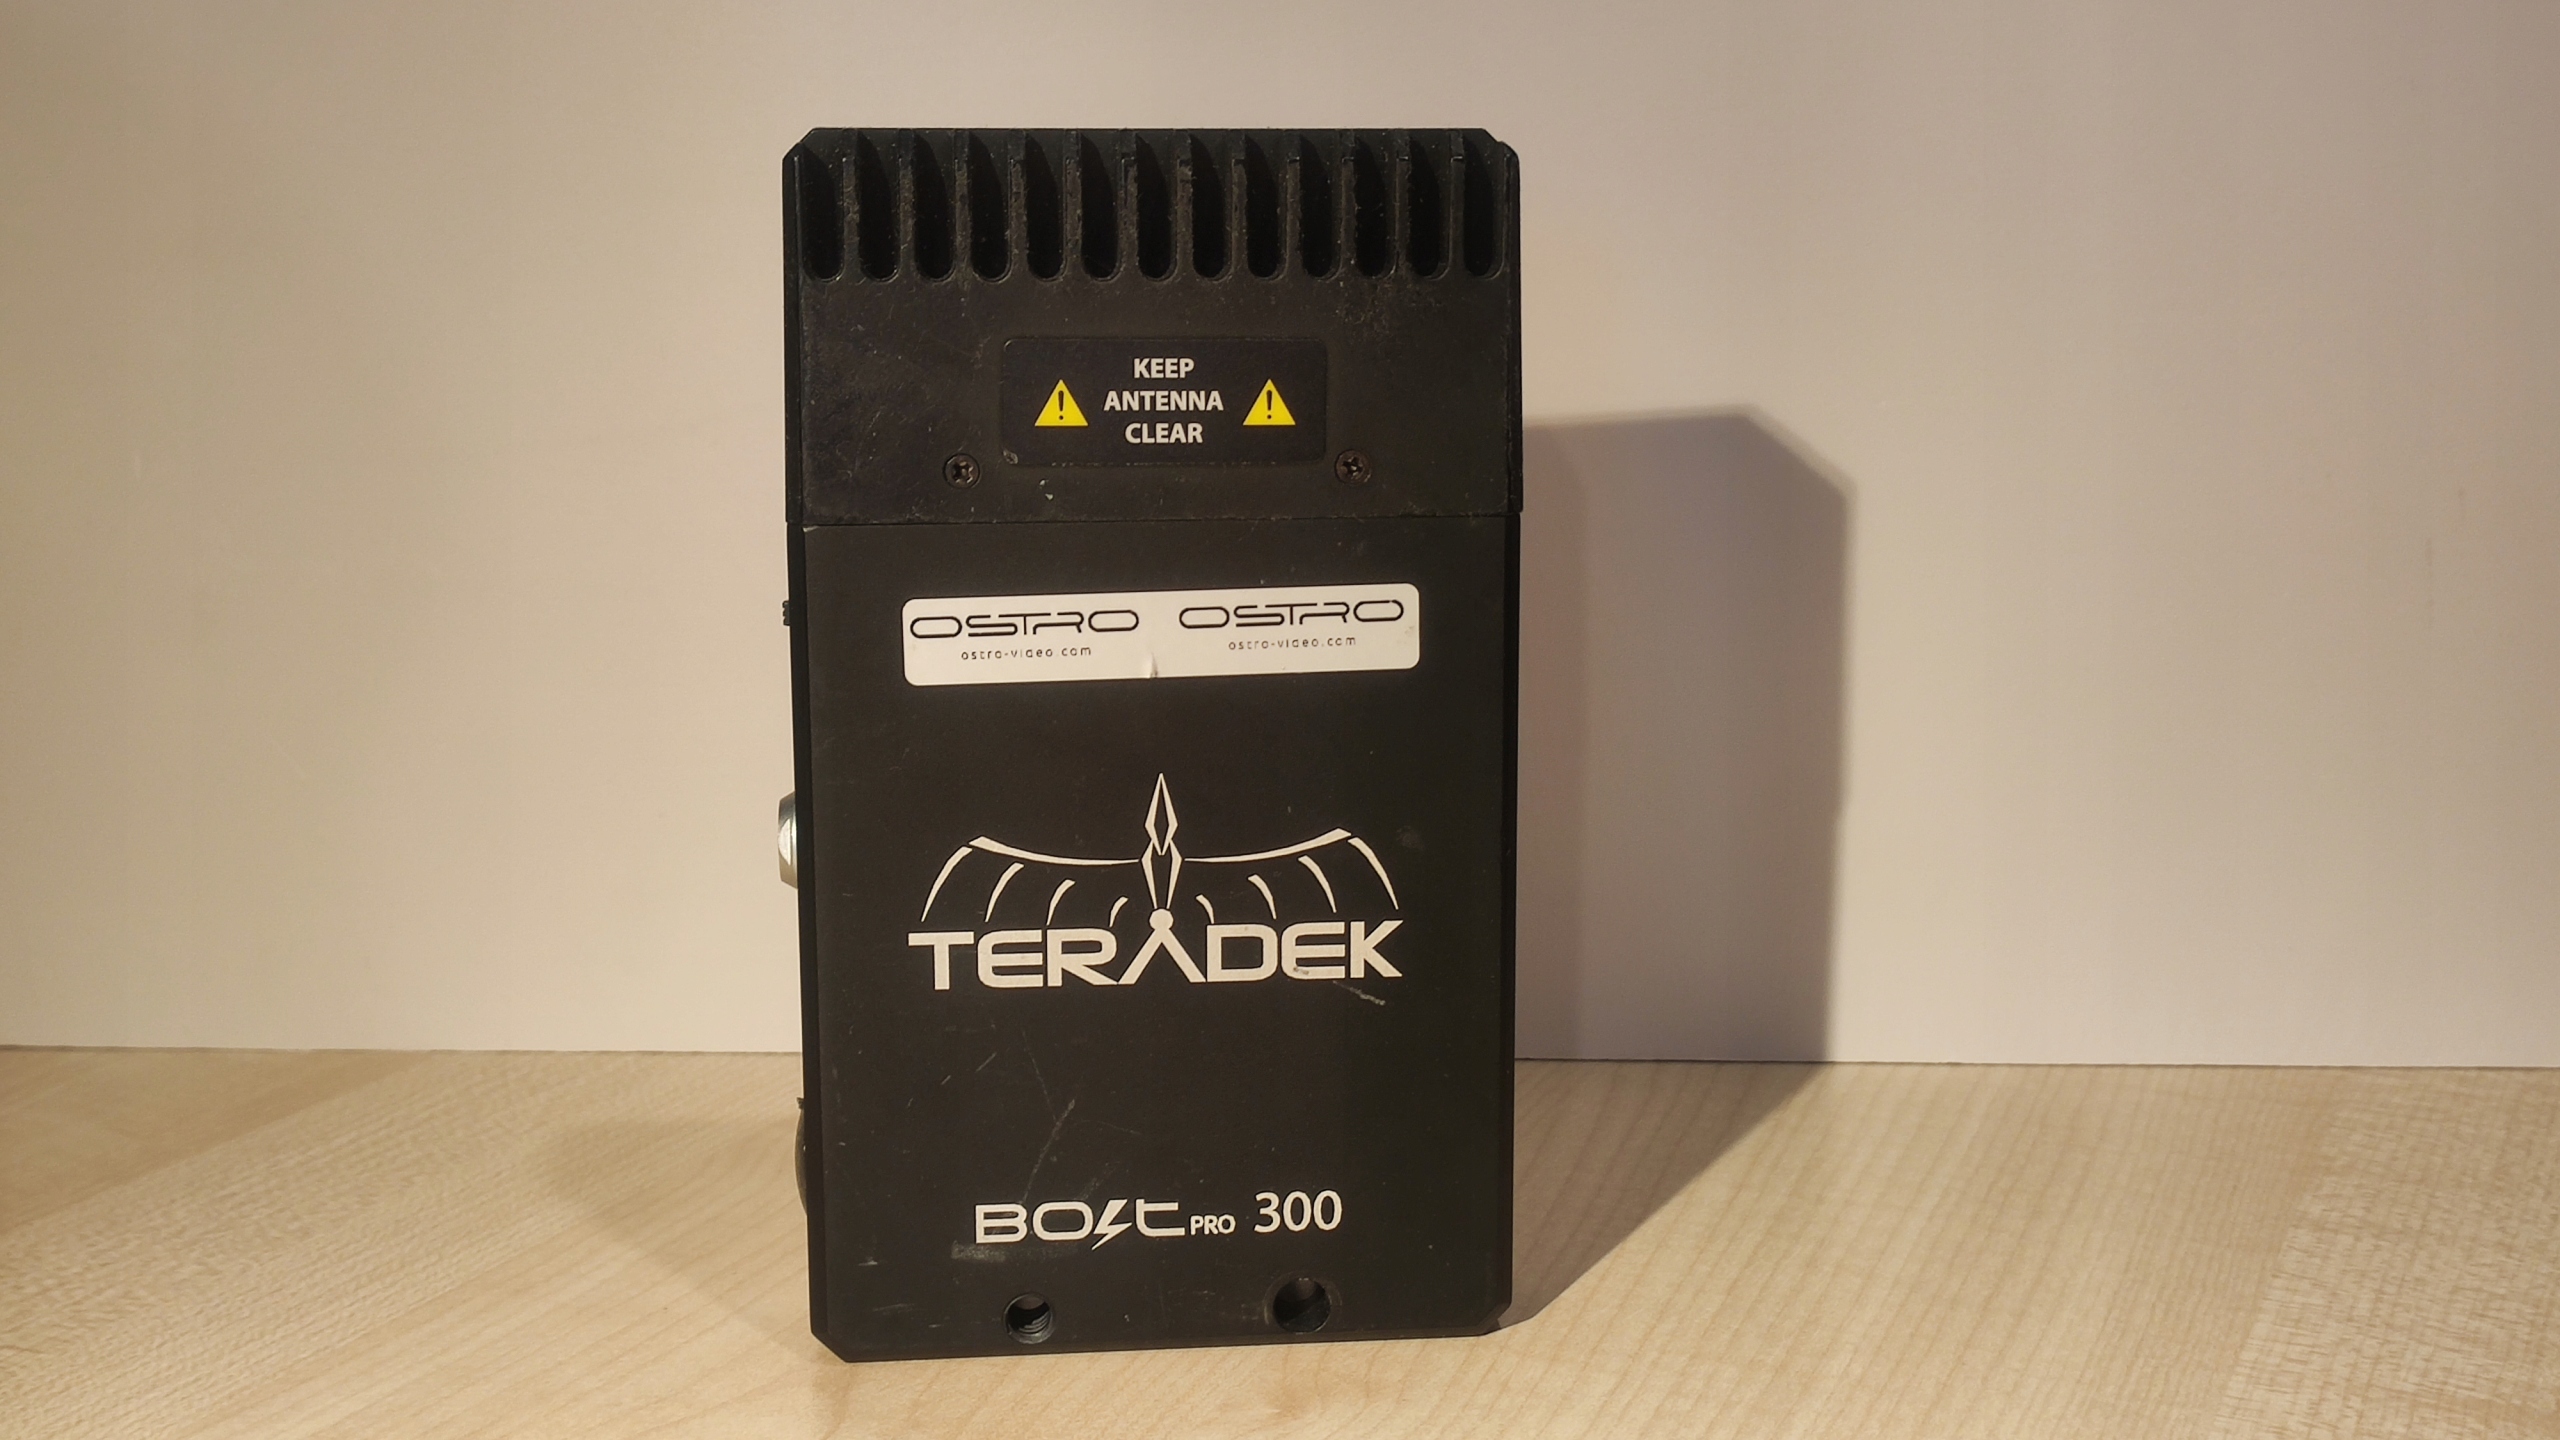 KEEP
ANTENNA
CLEAR
OSTRO OSTRO
ostro-video.com ostro-video.com
TERADEK
BOLT PRO 300